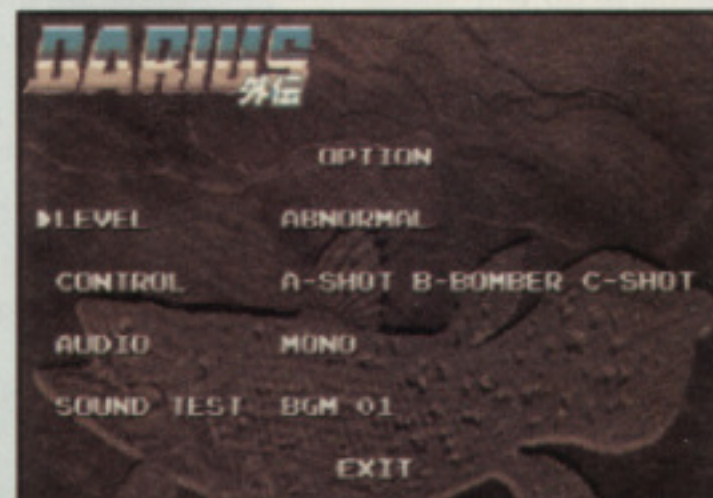 DARIUS
外伝
OPTION
LEVEL ABNORMAL
CONTROL A-SHOT B-BOMBER C-SHOT
AUDIO MONO
SOUND TEST BGM 01
EXIT